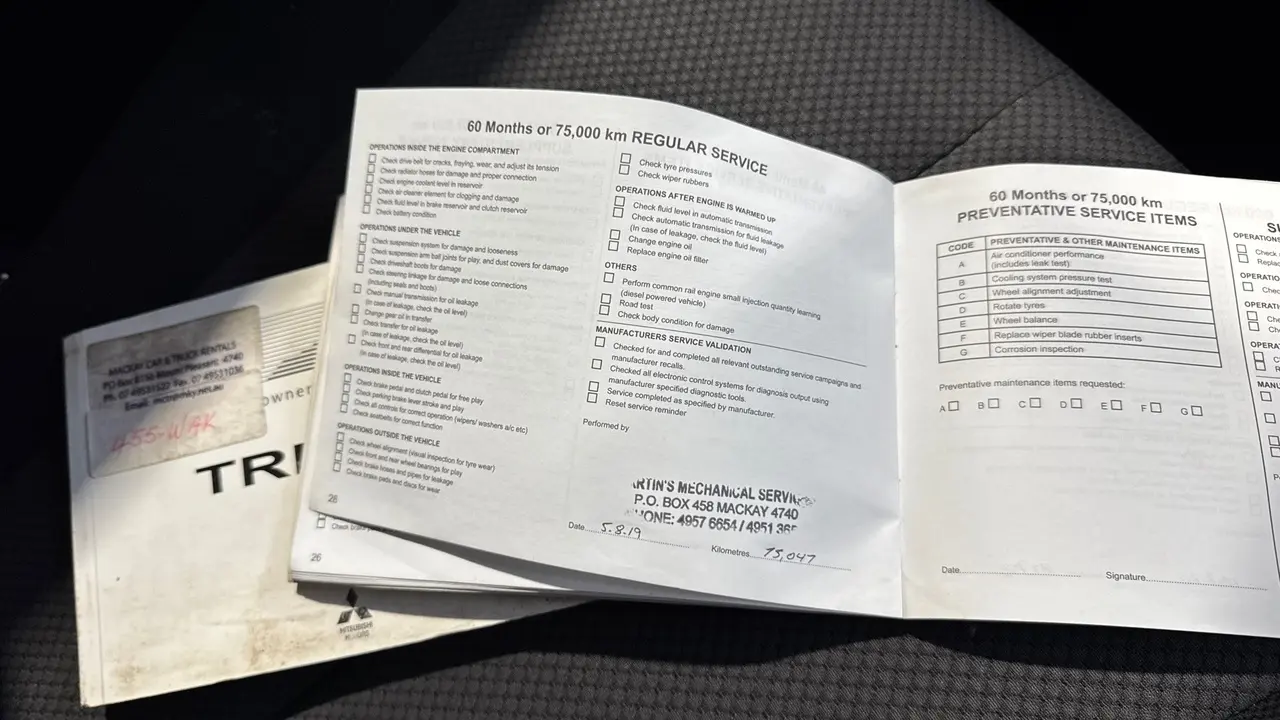 60 Months or 75,000 km REGULAR SERVICE
OPERATIONS INSIDE THE ENGINE COMPARTMENT
Check drive belt for cracks, fraying, wear, and adjust its tension
Check radiator hoses for damage and proper connection
Check engine coolant level in reservoir
Check air cleaner element for clogging and damage
Check fluid level in brake reservoir and clutch reservoir
Check battery condition
OPERATIONS UNDER THE VEHICLE
Check suspension system for damage and looseness
Check suspension arm ball joints for play, and dust covers for damage
Check driveshaft boots for damage
Check steering linkage for damage and loose connections
(including seals and boots)
Check manual transmission for oil leakage
(In case of leakage, check the oil level)
Change gear oil in transfer
Check transfer for oil leakage
(In case of leakage, check the oil level)
Check front and rear differential for oil leakage
(In case of leakage, check the oil level)
OPERATIONS INSIDE THE VEHICLE
Check brake pedal and clutch pedal for free play
Check parking brake lever stroke and play
Check all controls for correct operation (wipers/ washers a/c etc)
Check seatbelts for correct function
OPERATIONS OUTSIDE THE VEHICLE
Check wheel alignment (visual inspection for tyre wear)
Check front and rear wheel bearings for play
Check brake hoses and pipes for leakage
Check brake pads and discs for wear
28
Check tyre pressures
Check wiper rubbers
OPERATIONS AFTER ENGINE IS WARMED UP
Check fluid level in automatic transmission
Check automatic transmission for fluid leakage
(In case of leakage, check the fluid level)
Change engine oil
Replace engine oil filter
OTHERS
Perform common rail engine small injection quantity learning
(diesel powered vehicle)
Road test
Check body condition for damage
MANUFACTURERS SERVICE VALIDATION
Checked for and completed all relevant outstanding service campaigns and
manufacturer recalls.
Checked all electronic control systems for diagnosis output using
manufacturer specified diagnostic tools.
Service completed as specified by manufacturer.
Reset service reminder
Performed by
RTIN'S MECHANICAL SERVIC
P.O. BOX 458 MACKAY 4740
HONE: 4957 6654 / 4951 365
Date 5.8.19 Kilometres 75,047
60 Months or 75,000 km
PREVENTATIVE SERVICE ITEMS
CODE PREVENTATIVE & OTHER MAINTENANCE ITEMS
A Air conditioner performance
(includes leak test)
B Cooling system pressure test
C Wheel alignment adjustment
D Rotate tyres
E Wheel balance
F Replace wiper blade rubber inserts
G Corrosion inspection
Preventative maintenance items requested:
A B C D E F G
Date Signature
26
Check
CAR & TRUCK RENTALS
4740
Ph. 07 49531522 Fax. 07 49531036
455-WAK
owner
TRI
MITSUBISHI
MOTORS